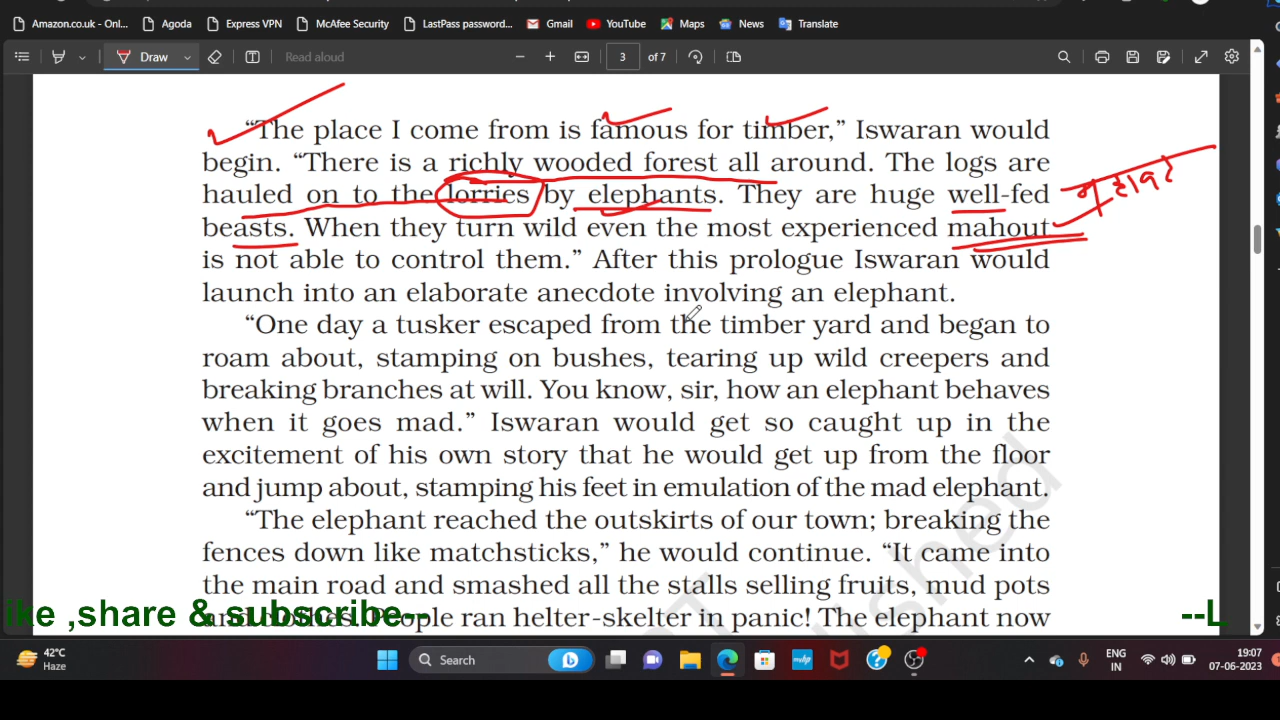 Amazon.co.uk - Onl...
Agoda
Express VPN
McAfee Security
LastPass password...
Gmail
YouTube
Maps
News
Translate
Draw
Read aloud
3 of 7
“The place I come from is famous for timber,” Iswaran would
begin. “There is a richly wooded forest all around. The logs are
hauled on to the lorries by elephants. They are huge well-fed
beasts. When they turn wild even the most experienced mahout
is not able to control them.” After this prologue Iswaran would
launch into an elaborate anecdote involving an elephant.
“One day a tusker escaped from the timber yard and began to
roam about, stamping on bushes, tearing up wild creepers and
breaking branches at will. You know, sir, how an elephant behaves
when it goes mad.” Iswaran would get so caught up in the
excitement of his own story that he would get up from the floor
and jump about, stamping his feet in emulation of the mad elephant.
“The elephant reached the outskirts of our town; breaking the
fences down like matchsticks,” he would continue. “It came into
the main road and smashed all the stalls selling fruits, mud pots
and clothes. People ran helter-skelter in panic! The elephant now
ike ,share & subscribe--
--L
42°C
Haze
Search
ENG
IN
19:07
07-06-2023